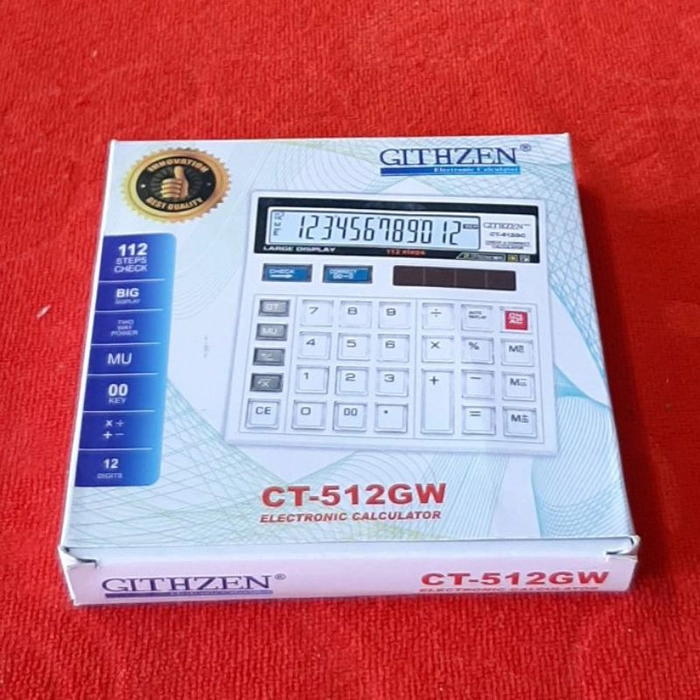 INNOVATION
BEST QUALITY
GITHZEN®
Electronic Calculator
112
STEPS
CHECK
BIG
DISPLAY
TWO
WAY
POWER
MU
00
KEY
× ÷
+ −
12
DIGITS
123456789012
GITHZEN
LARGE DISPLAY
112 steps
CHECK
CORRECT
GT 7 8 9 ÷ ON AC
MU 4 5 6 × %
1 2 3 + −
CE 0 00 • =
CT-512GW
ELECTRONIC CALCULATOR
GITHZEN®
Electronic Calculator
CT-512GW
ELECTRONIC CALCULATOR